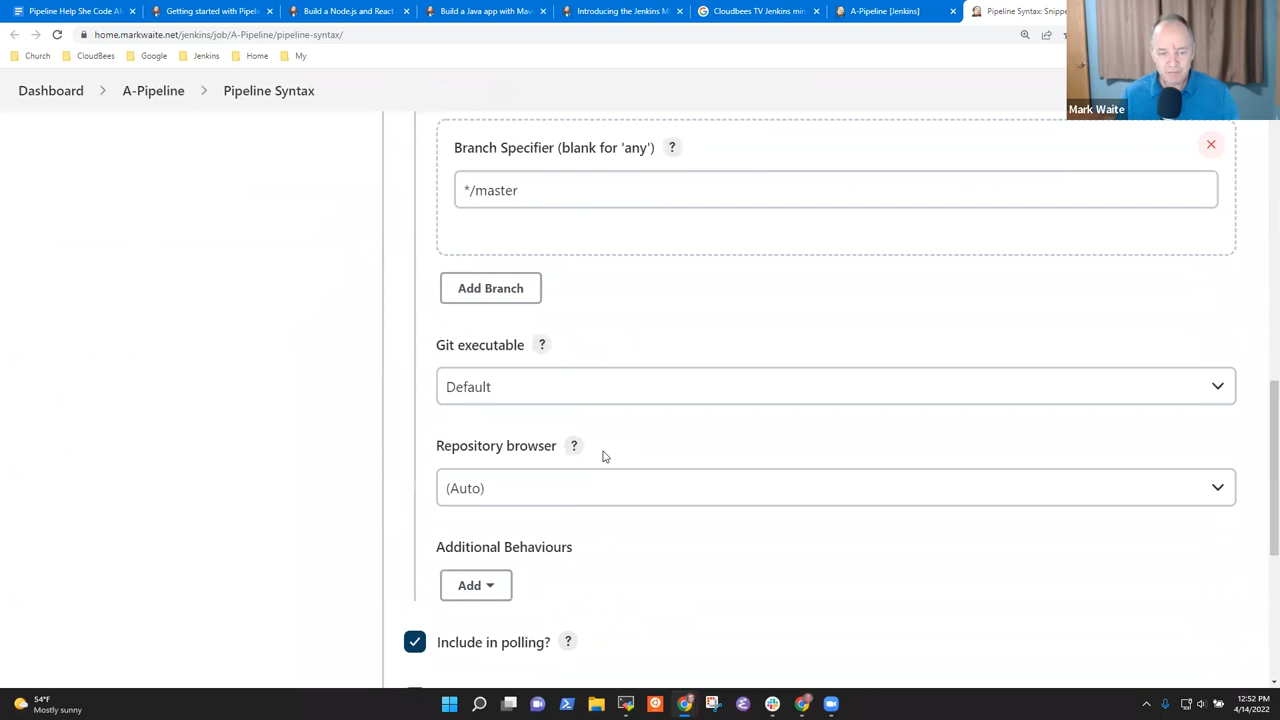 Pipeline Help She Code Af
Getting started with Pipeli
Build a Node.js and React
Build a Java app with Mav
Introducing the Jenkins M
Cloudbees TV Jenkins min
A-Pipeline [Jenkins]
Pipeline Syntax: Snippe
home.markwaite.net/jenkins/job/A-Pipeline/pipeline-syntax/
Church
CloudBees
Google
Jenkins
Home
My
Mark Waite
Dashboard
A-Pipeline
Pipeline Syntax
Branch Specifier (blank for 'any') ?
*/master
Add Branch
Git executable ?
Default
Repository browser ?
(Auto)
Additional Behaviours
Add
Include in polling? ?
54°F
Mostly sunny
12:52 PM
4/14/2022